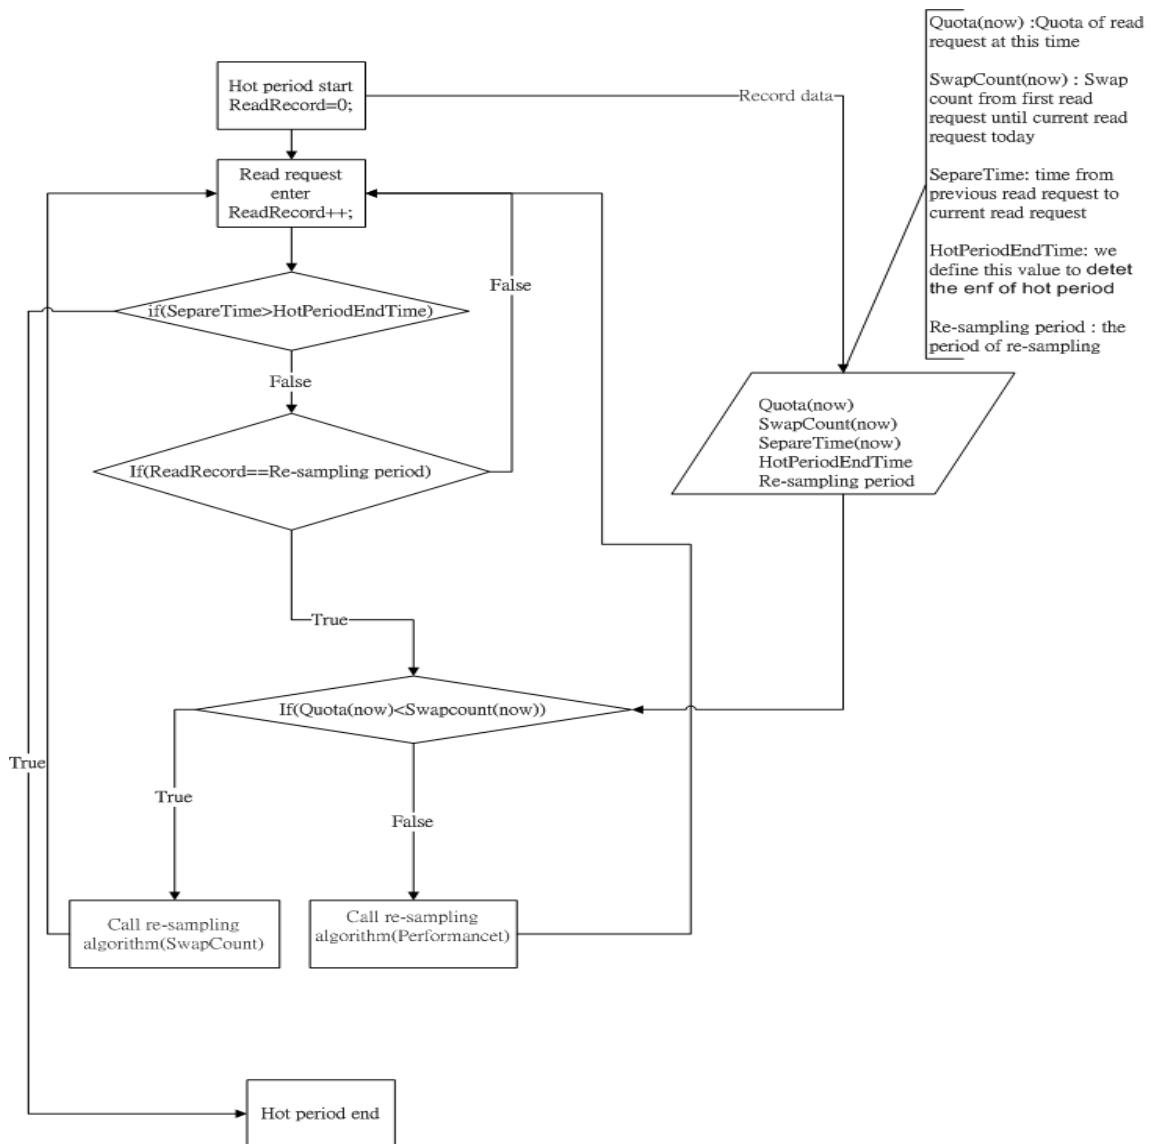 Quota(now) :Quota of read
request at this time
SwapCount(now) : Swap
count from first read
request until current read
request today
SepareTime: time from
previous read request to
current read request
HotPeriodEndTime: we
define this value to detet
the enf of hot period
Re-sampling period : the
period of re-sampling
Hot period start
ReadRecord=0;
Record data
Read request
enter
ReadRecord++;
False
if(SepareTime>HotPeriodEndTime)
False
Quota(now)
SwapCount(now)
SepareTime(now)
HotPeriodEndTime
Re-sampling period
If(ReadRecord==Re-sampling period)
True
If(Quota(now)<Swapcount(now))
True
True
False
Call re-sampling
algorithm(SwapCount)
Call re-sampling
algorithm(Performancet)
Hot period end